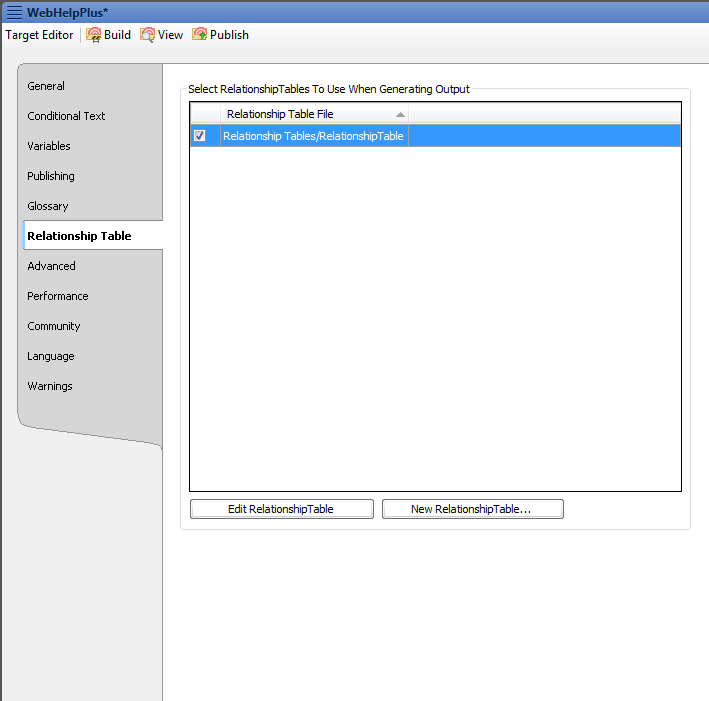 WebHelpPlus*
Target Editor Build View Publish
General
Conditional Text
Variables
Publishing
Glossary
Relationship Table
Advanced
Performance
Community
Language
Warnings
Select RelationshipTables To Use When Generating Output
Relationship Table File
Relationship Tables/RelationshipTable
Edit RelationshipTable
New RelationshipTable...